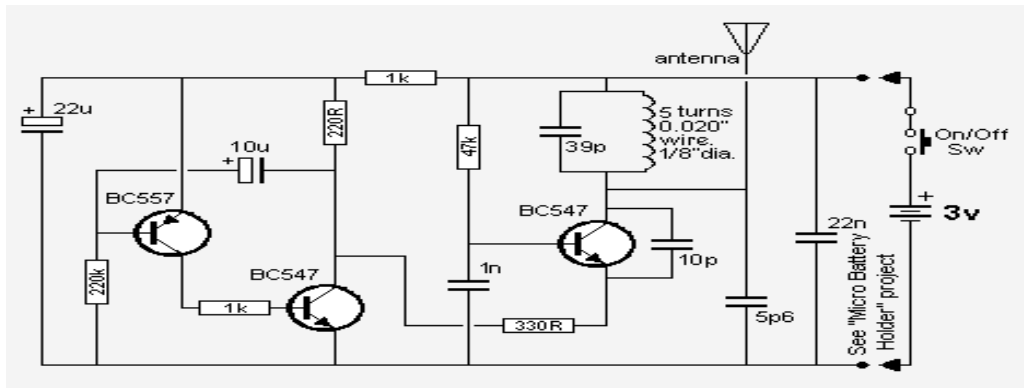 antenna
1k
+
22u
220R
5 turns
0.020"
wire.
1/8"dia.
On/Off
Sw
39p
47k
10u
+
BC557
BC547
+
3v
22n
10p
1n
220k
BC547
1k
330R
5p6
See "Micro Battery
Holder" project